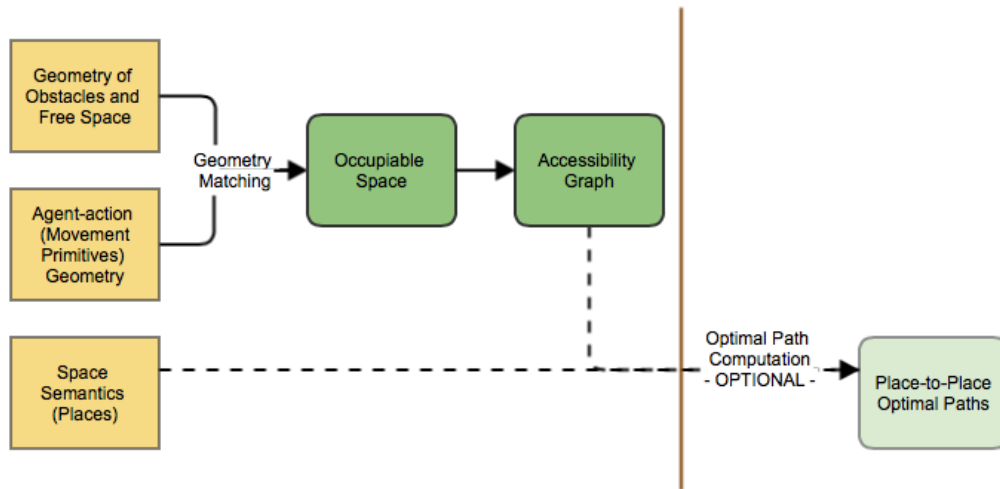 Geometry of
Obstacles and
Free Space
Geometry
Matching
Occupiable
Space
Accessibility
Graph
Agent-action
(Movement
Primitives)
Geometry
Space
Semantics
(Places)
Optimal Path
Computation
- OPTIONAL -
Place-to-Place
Optimal Paths